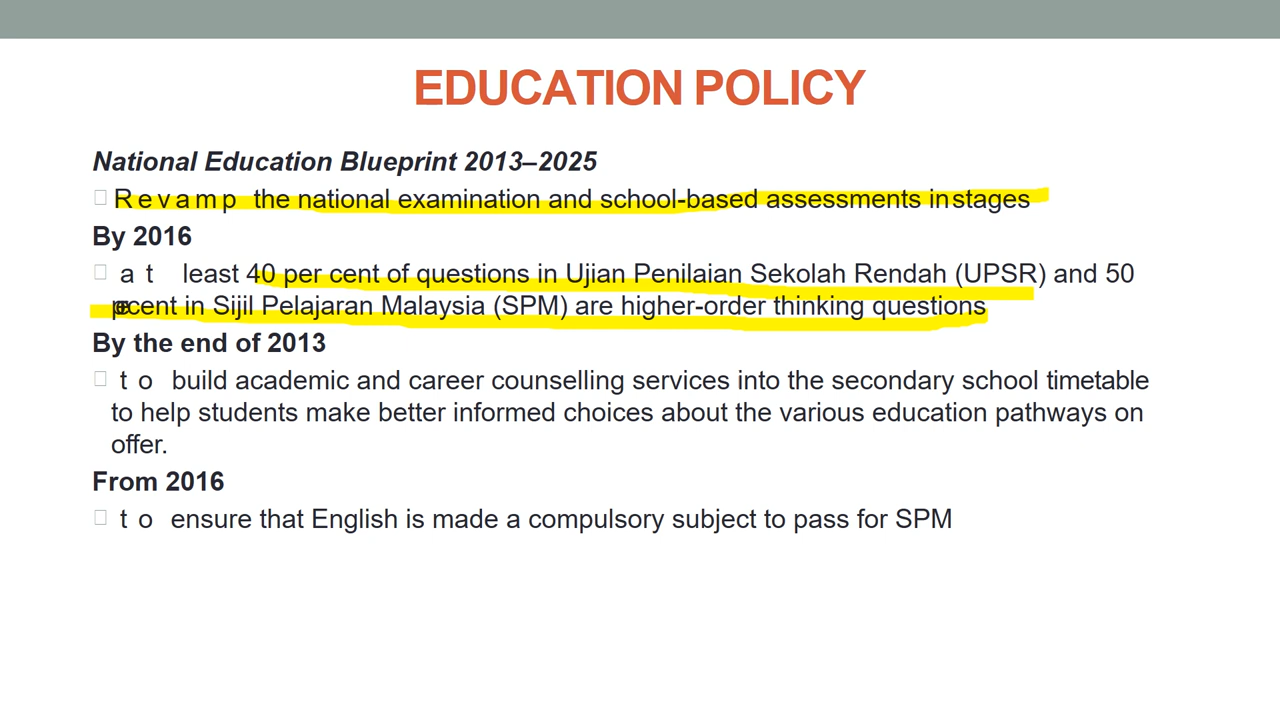 EDUCATION POLICY
National Education Blueprint 2013–2025
Revamp the national examination and school-based assessments in stages
By 2016
at least 40 per cent of questions in Ujian Penilaian Sekolah Rendah (UPSR) and 50
cent in Sijil Pelajaran Malaysia (SPM) are higher-order thinking questions
By the end of 2013
to build academic and career counselling services into the secondary school timetable
to help students make better informed choices about the various education pathways on
offer.
From 2016
to ensure that English is made a compulsory subject to pass for SPM